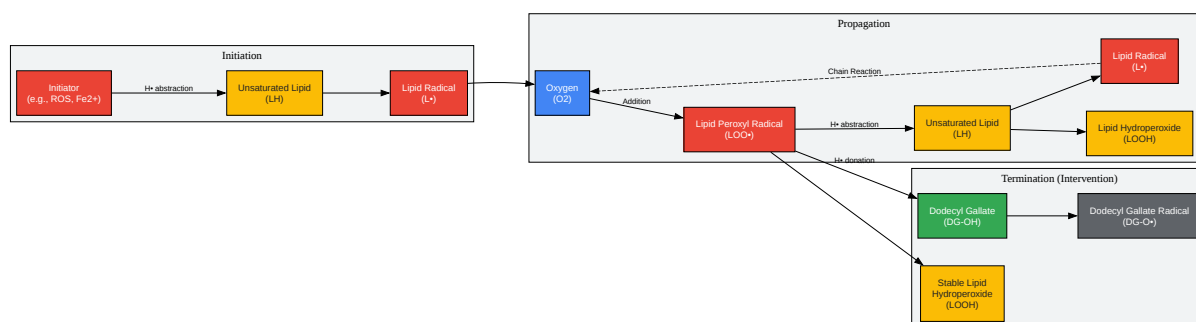 Initiation
Initiator
(e.g., ROS, Fe2+)
H• abstraction
Unsaturated Lipid
(LH)
Lipid Radical
(L•)
Propagation
Oxygen
(O2)
Addition
Chain Reaction
Lipid Peroxyl Radical
(LOO•)
H• abstraction
Unsaturated Lipid
(LH)
Lipid Radical
(L•)
Lipid Hydroperoxide
(LOOH)
H• donation
Termination (Intervention)
Dodecyl Gallate
(DG-OH)
Dodecyl Gallate Radical
(DG-O•)
Stable Lipid
Hydroperoxide
(LOOH)